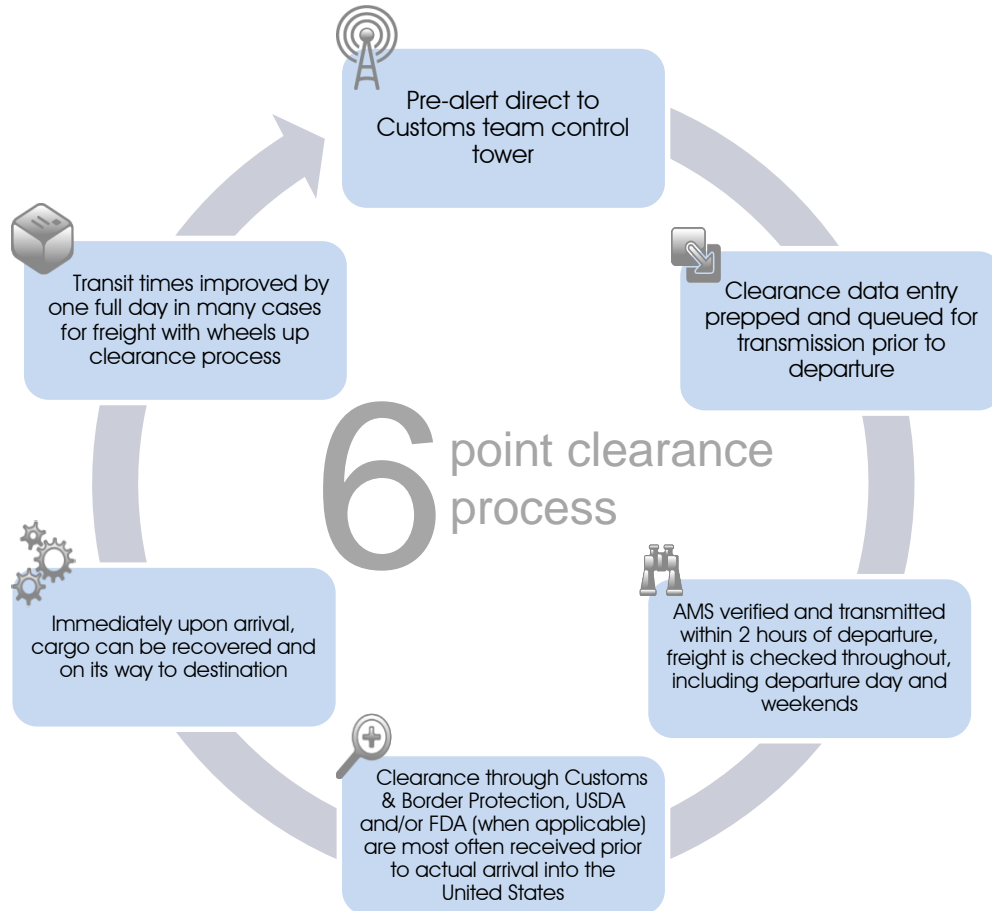 Pre-alert direct to
Customs team control
tower
Clearance data entry
prepped and queued for
transmission prior to
departure
AMS verified and transmitted
within 2 hours of departure,
freight is checked throughout,
including departure day and
weekends
Clearance through Customs
& Border Protection, USDA
and/or FDA (when applicable)
are most often received prior
to actual arrival into the
United States
Immediately upon arrival,
cargo can be recovered and
on its way to destination
Transit times improved by
one full day in many cases
for freight with wheels up
clearance process
6 point clearance
process